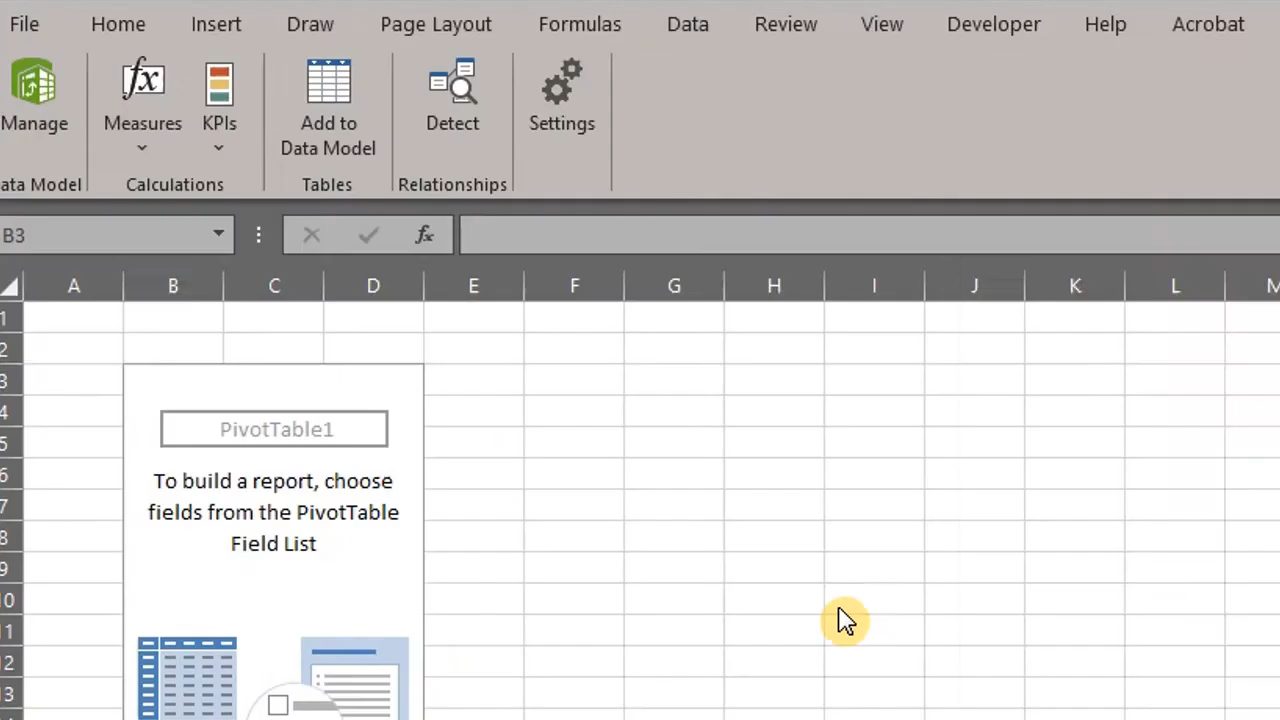 File Home Insert Draw Page Layout Formulas Data Review View Developer Help Acrobat
Manage Measures KPIs Add to Data Model Detect Settings
ata Model Calculations Tables Relationships
B3 fx
A B C D E F G H I J K L M
1
2
3
4
5
6
7
8
9
10
11
12
13
PivotTable1
To build a report, choose
fields from the PivotTable
Field List